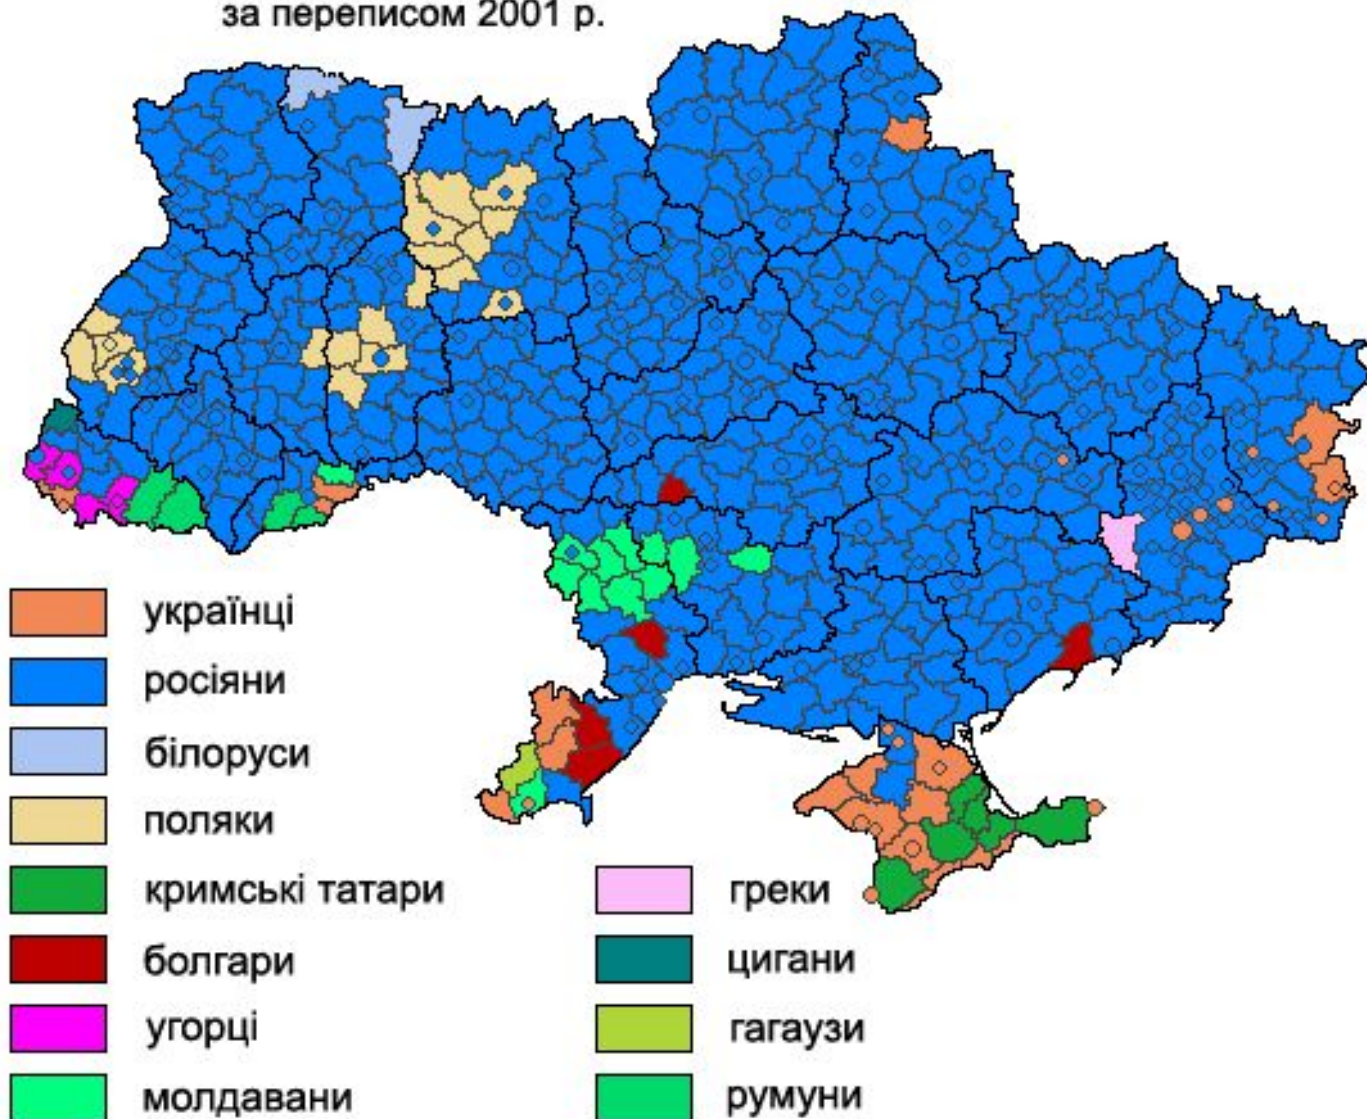 за переписом 2001 р.
українці
росіяни
білоруси
поляки
кримські татари
болгари
угорці
молдавани
греки
цигани
гагаузи
румуни